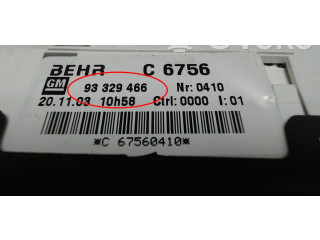 BEHR C 6756
GM 93 329 466 Nr: 0410
20.11.03 10h58 Ctrl:0000 I:01
*C 67560410*